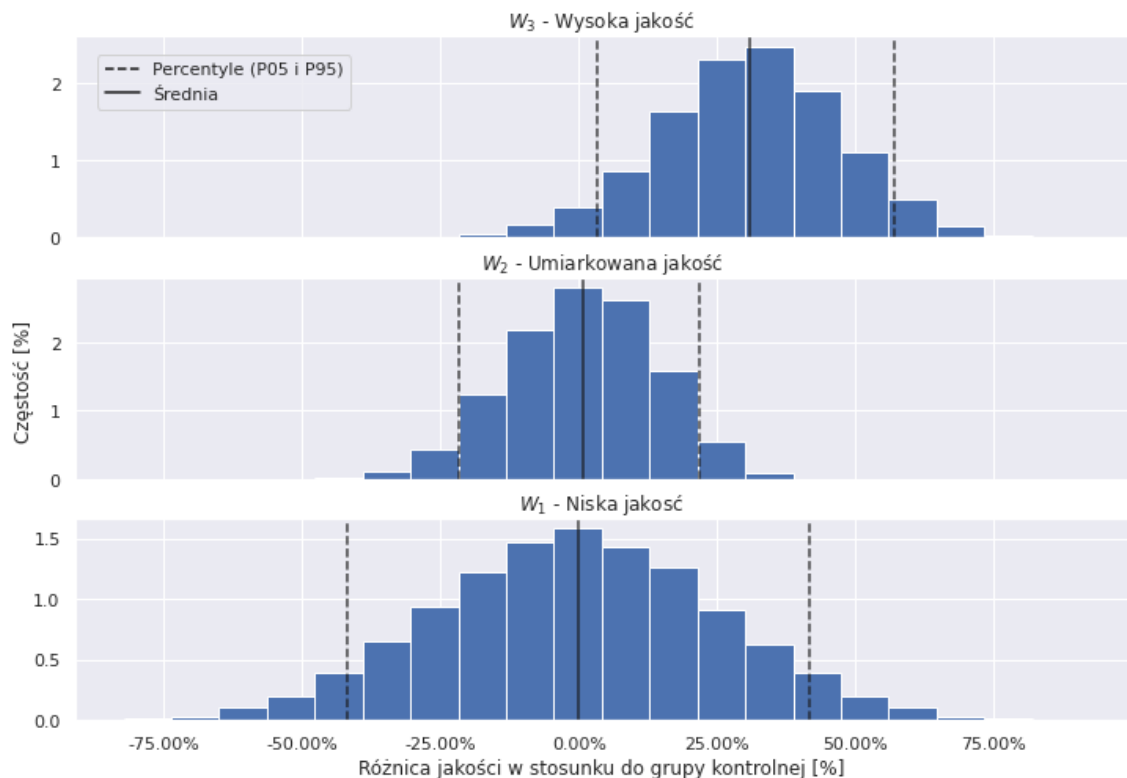 W₃ - Wysoka jakość
Percentyle (P05 i P95)
Średnia
2
1
0
W₂ - Umiarkowana jakość
Częstość [%]
2
1
0
W₁ - Niska jakosć
1.5
1.0
0.5
0.0
-75.00% -50.00% -25.00% 0.00% 25.00% 50.00% 75.00%
Różnica jakości w stosunku do grupy kontrolnej [%]